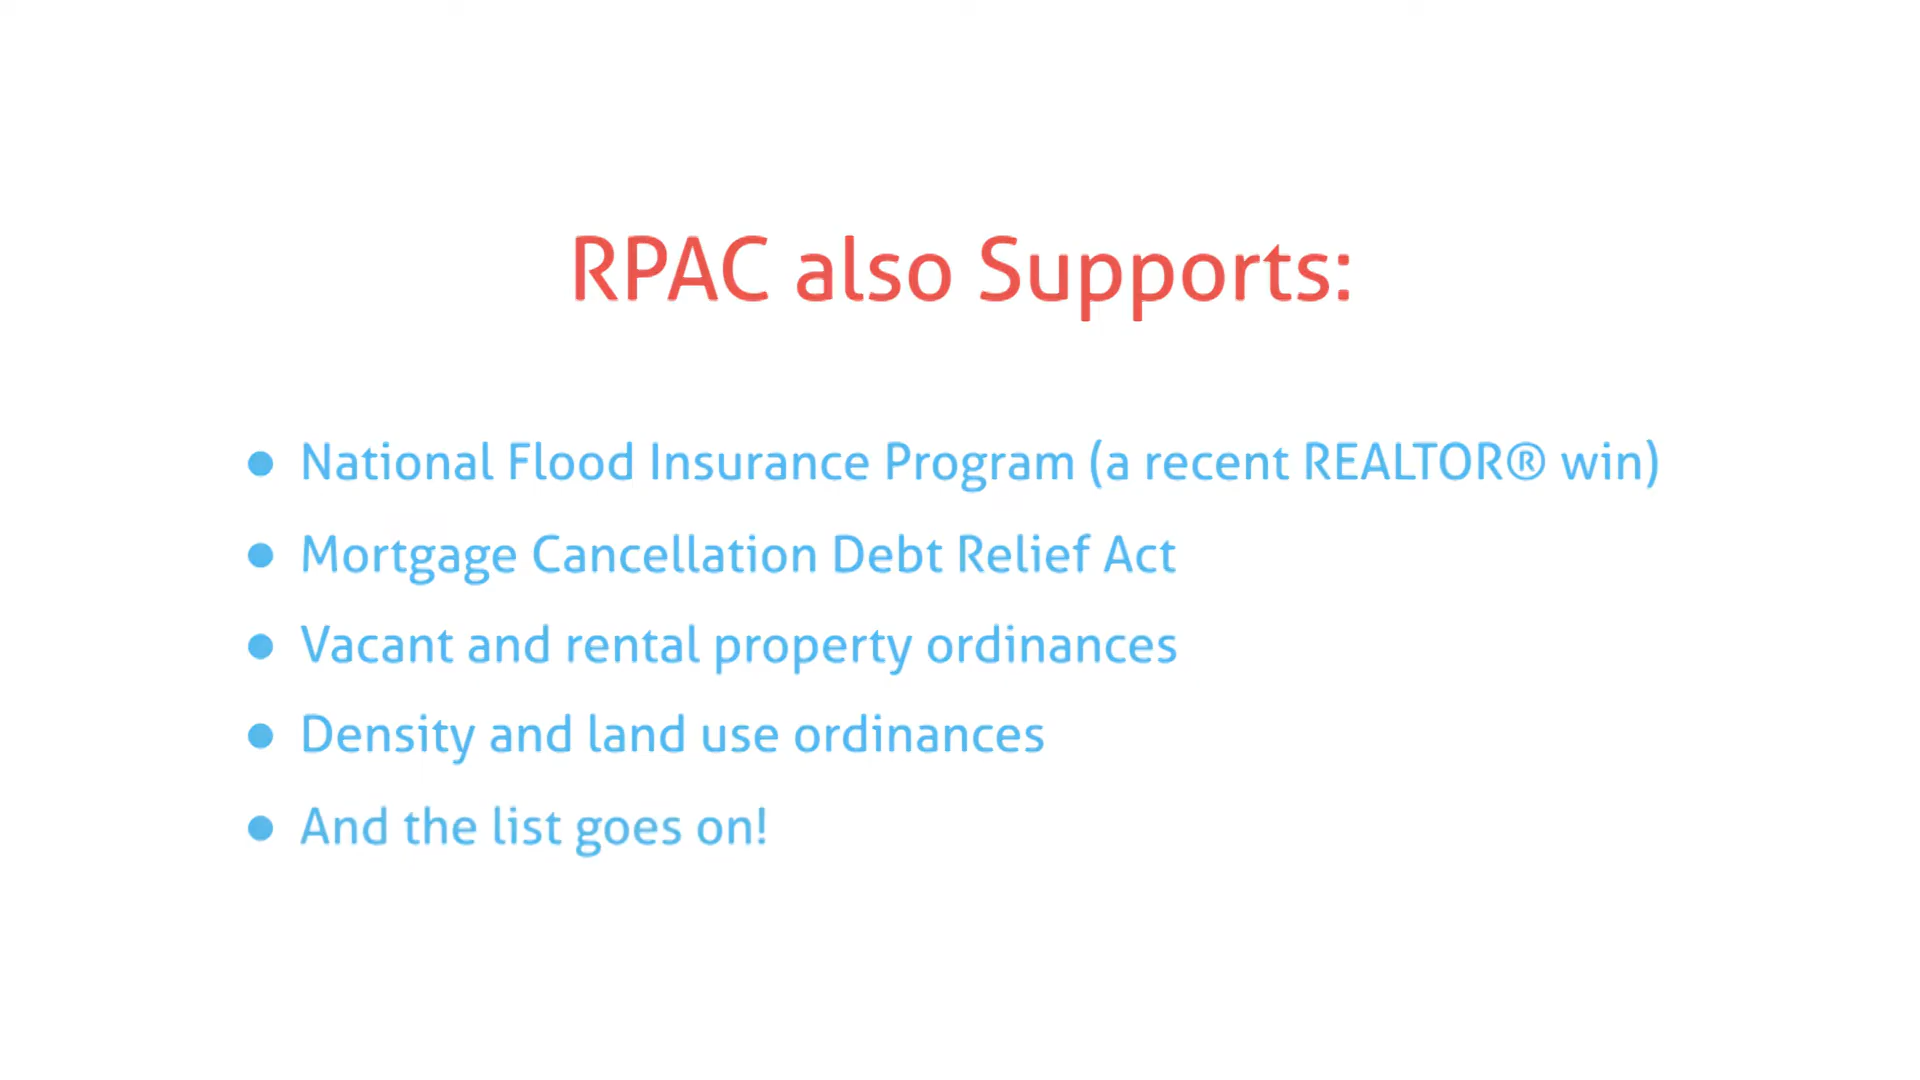 RPAC also Supports:
● National Flood Insurance Program (a recent REALTOR® win)
● Mortgage Cancellation Debt Relief Act
● Vacant and rental property ordinances
● Density and land use ordinances
● And the list goes on!